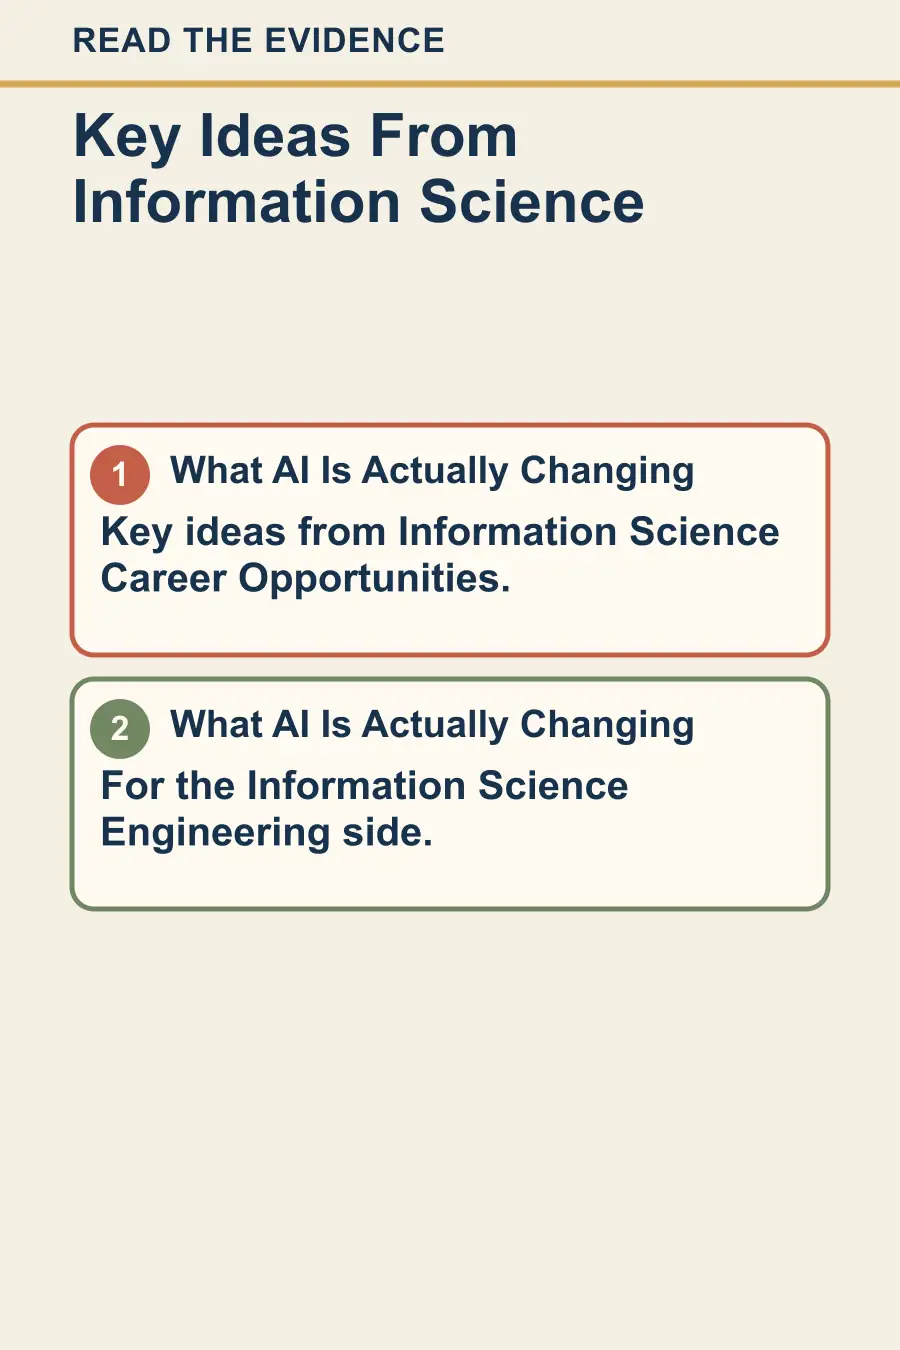 READ THE EVIDENCE
Key Ideas From
Information Science
1 What AI Is Actually Changing
Key ideas from Information Science
Career Opportunities.
2 What AI Is Actually Changing
For the Information Science
Engineering side.